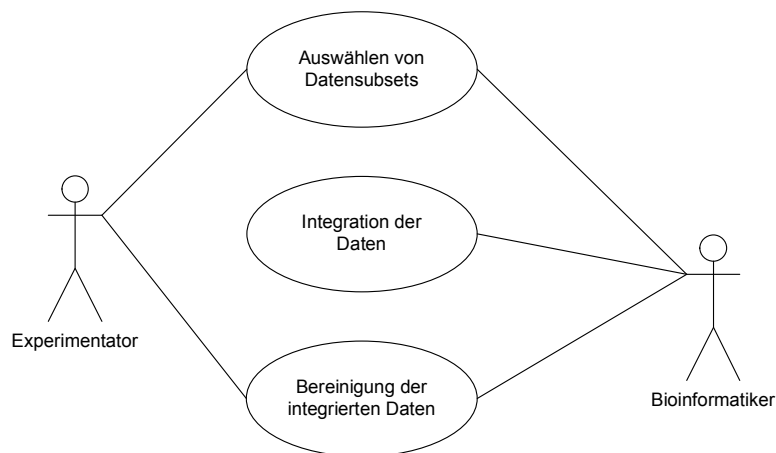 Auswählen von
Datensubsets
Integration der
Daten
Experimentator
Bereinigung der
integrierten Daten
Bioinformatiker